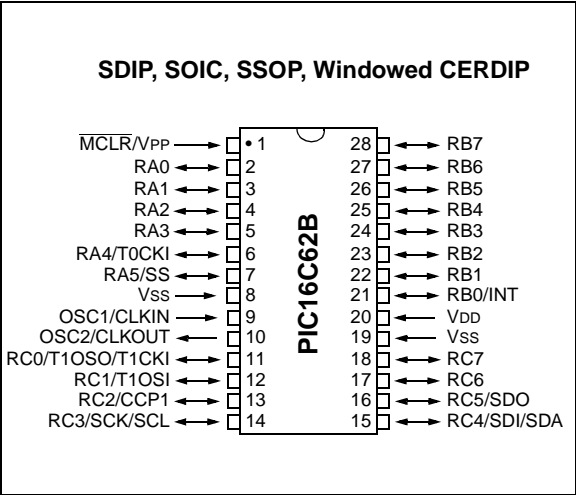 SDIP, SOIC, SSOP, Windowed CERDIP
MCLR/VPP 1 28 RB7
RA0 2 27 RB6
RA1 3 26 RB5
RA2 4 25 RB4
RA3 5 24 RB3
RA4/T0CKI 6 23 RB2
RA5/SS 7 22 RB1
VSS 8 21 RB0/INT
OSC1/CLKIN 9 20 VDD
OSC2/CLKOUT 10 19 VSS
RC0/T1OSO/T1CKI 11 18 RC7
RC1/T1OSI 12 17 RC6
RC2/CCP1 13 16 RC5/SDO
RC3/SCK/SCL 14 15 RC4/SDI/SDA
PIC16C62B